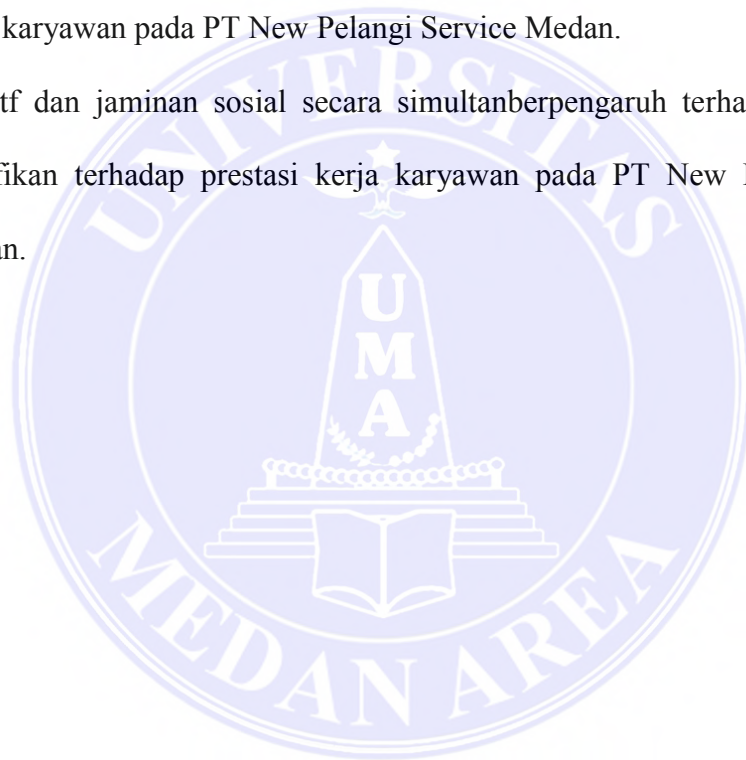 karyawan pada PT New Pelangi Service Medan.
tf dan jaminan sosial secara simultanberpengaruh terha
fikan terhadap prestasi kerja karyawan pada PT New
an.
UNIVERSITAS
UMA
MEDAN AREA